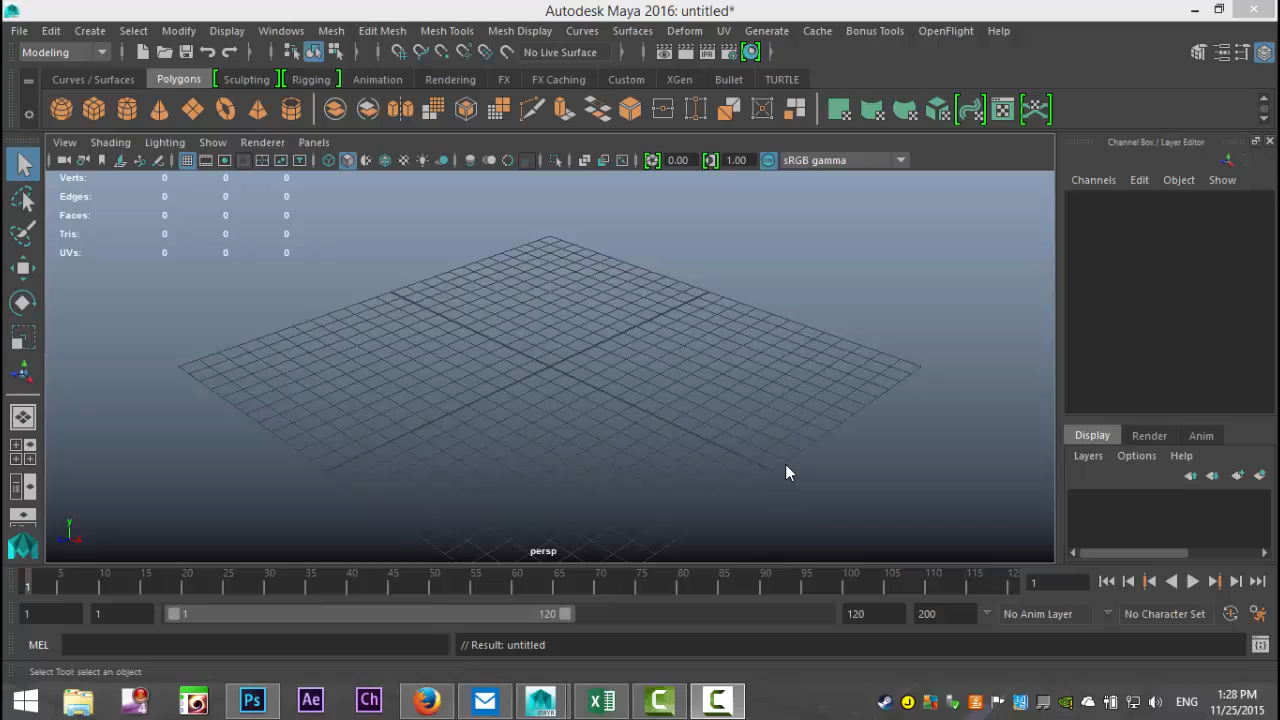 Autodesk Maya 2016: untitled*
File Edit Create Select Modify Display Windows Mesh Edit Mesh Mesh Tools Mesh Display Curves Surfaces Deform UV Generate Cache Bonus Tools OpenFlight Help
Modeling No Live Surface
Curves / Surfaces Polygons Sculpting Rigging Animation Rendering FX FX Caching Custom XGen Bullet TURTLE
View Shading Lighting Show Renderer Panels
Channel Box / Layer Editor
0.00 1.00 sRGB gamma
Channels Edit Object Show
Verts: 0 0 0
Edges: 0 0 0
Faces: 0 0 0
Tris: 0 0 0
UVs: 0 0 0
Display Render Anim
Layers Options Help
y
persp
1 5 10 15 20 25 30 35 40 45 50 55 60 65 70 75 80 85 90 95 100 105 110 115 12 1
1 1 1 120 120 200 No Anim Layer No Character Set
MEL // Result: untitled
Select Tool: select an object
Ps Ae Ch MAYA ENG
1:28 PM
11/25/2015